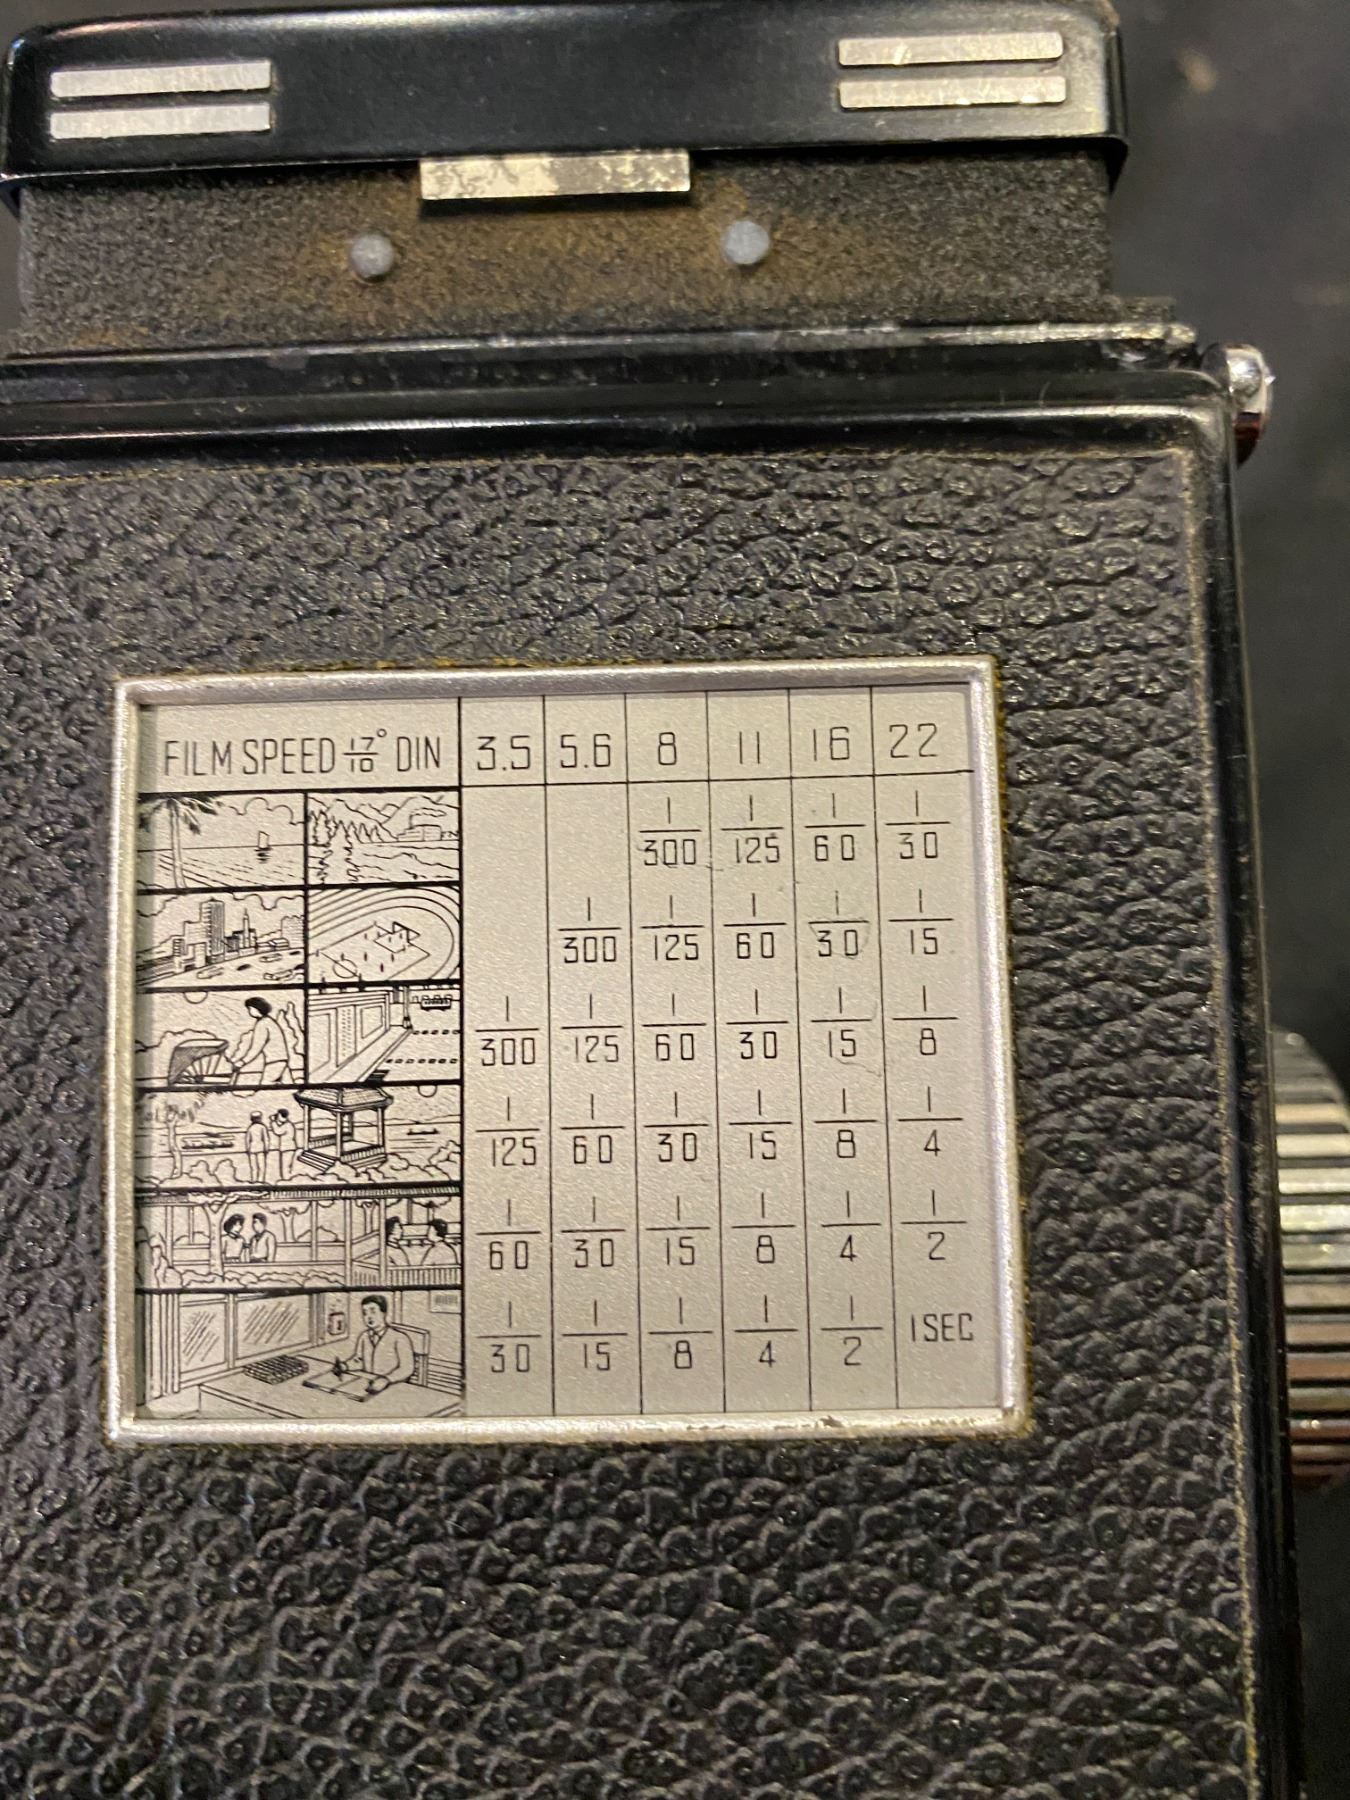 FILM SPEED 17/10° DIN 3.5 5.6 8 11 16 22
1/300 1/125 1/60 1/30
1/300 1/125 1/60 1/30 1/15
1/300 1/125 1/60 1/30 1/15 1/8
1/125 1/60 1/30 1/15 1/8 1/4
1/60 1/30 1/15 1/8 1/4 1/2
1/30 1/15 1/8 1/4 1/2 1SEC